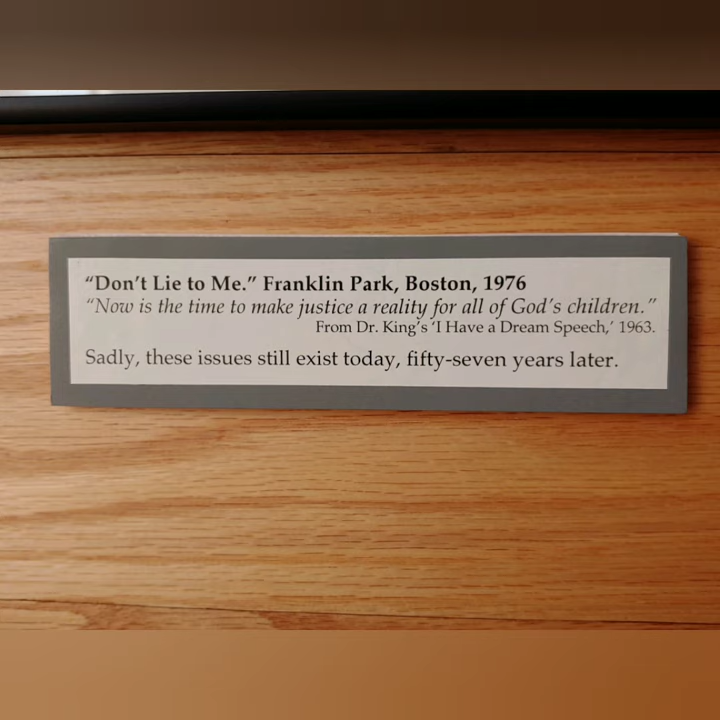 “Don’t Lie to Me.” Franklin Park, Boston, 1976
“Now is the time to make justice a reality for all of God’s children.”
From Dr. King’s ‘I Have a Dream Speech,’ 1963.
Sadly, these issues still exist today, fifty-seven years later.